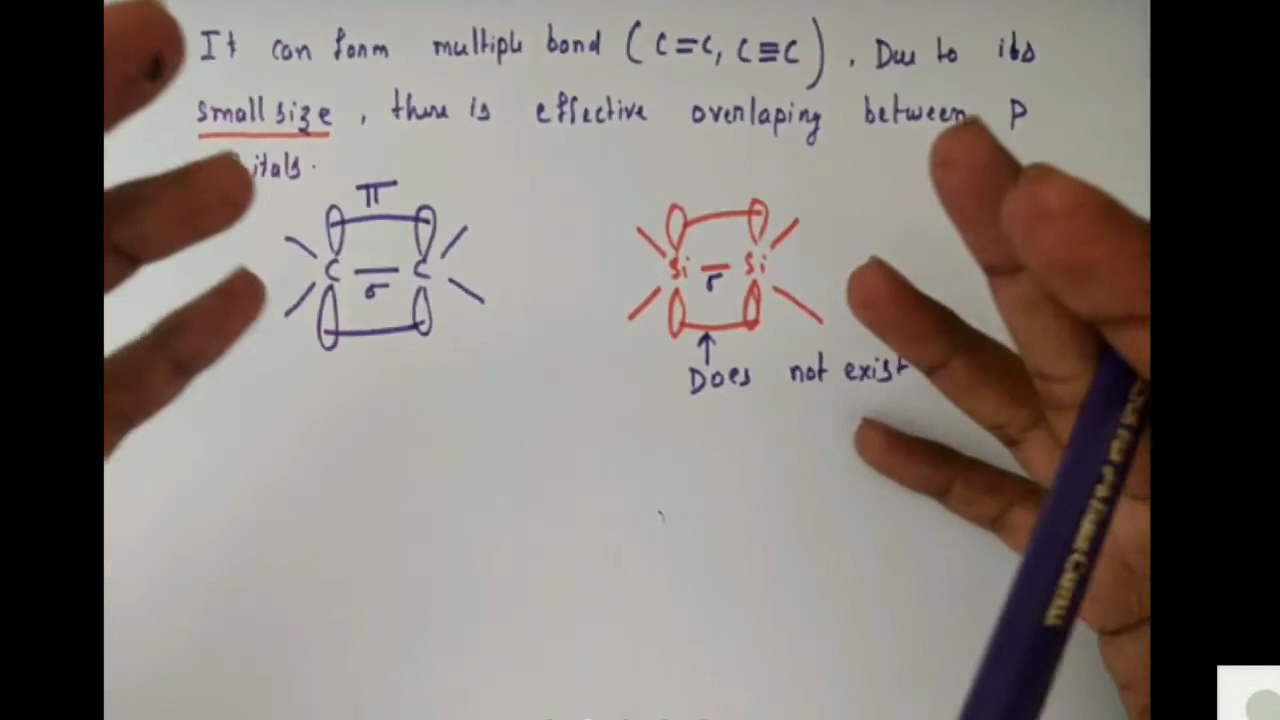 It can form multiple bond (C=C, C≡C). Due to its
small size, there is effective overlaping between P
itals.
π
C — C
σ
Si — Si
σ
↑
Does not exist